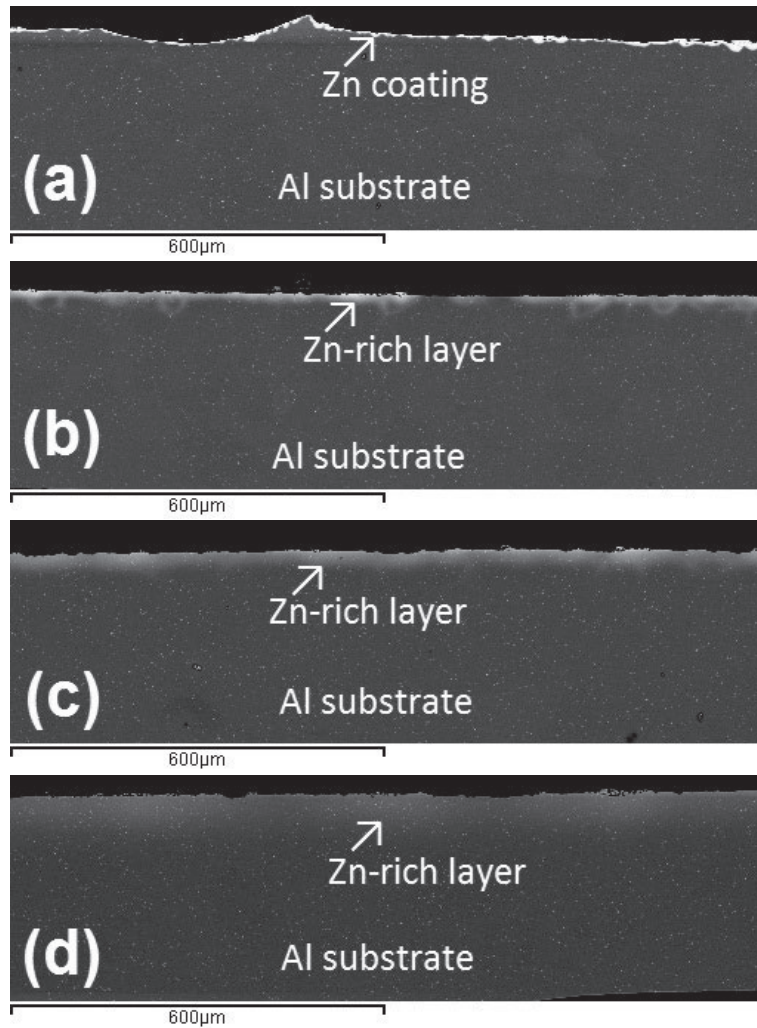 Zn coating
(a)
Al substrate
600µm
Zn-rich layer
(b)
Al substrate
600µm
Zn-rich layer
(c)
Al substrate
600µm
Zn-rich layer
(d)
Al substrate
600µm